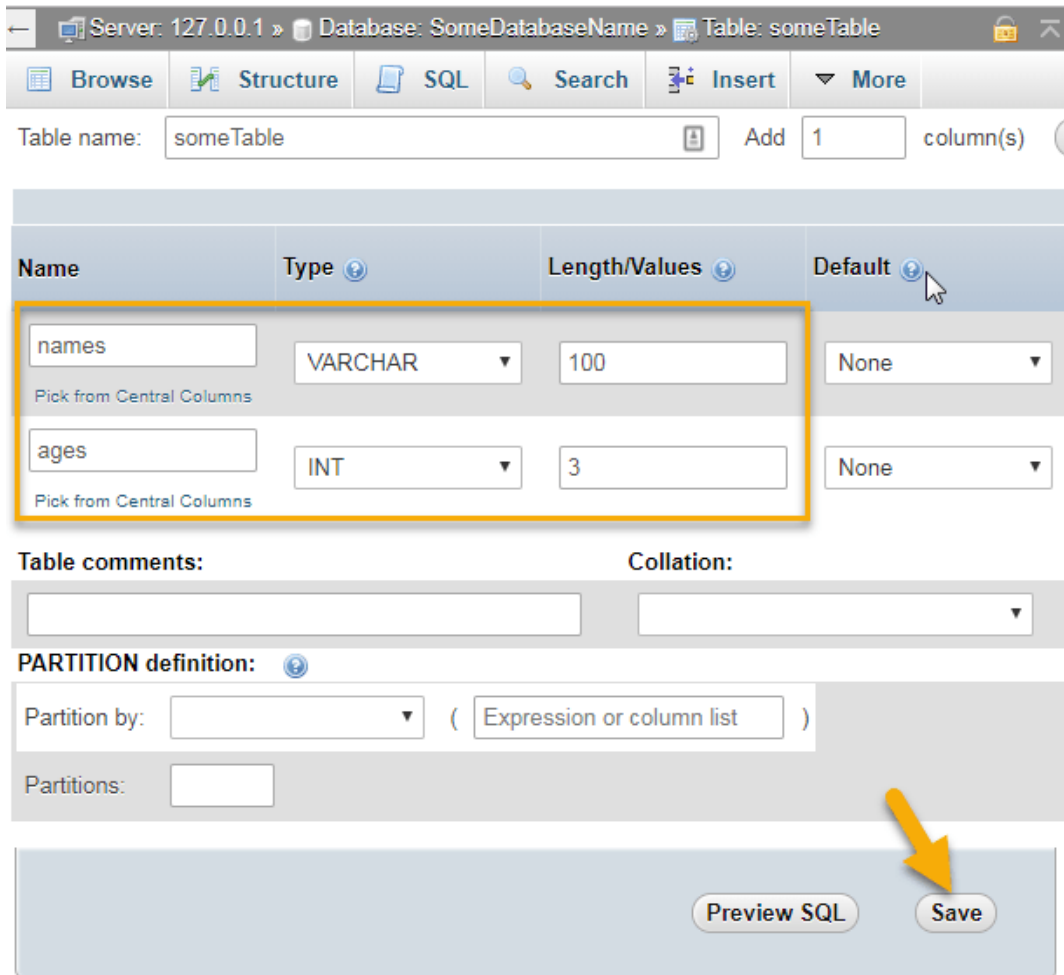 ← Server: 127.0.0.1 » Database: SomeDatabaseName » Table: someTable
Browse Structure SQL Search Insert More
Table name: someTable Add 1 column(s)
Name Type Length/Values Default
names VARCHAR 100 None
Pick from Central Columns
ages INT 3 None
Pick from Central Columns
Table comments: Collation:
PARTITION definition:
Partition by: ( Expression or column list )
Partitions:
Preview SQL Save